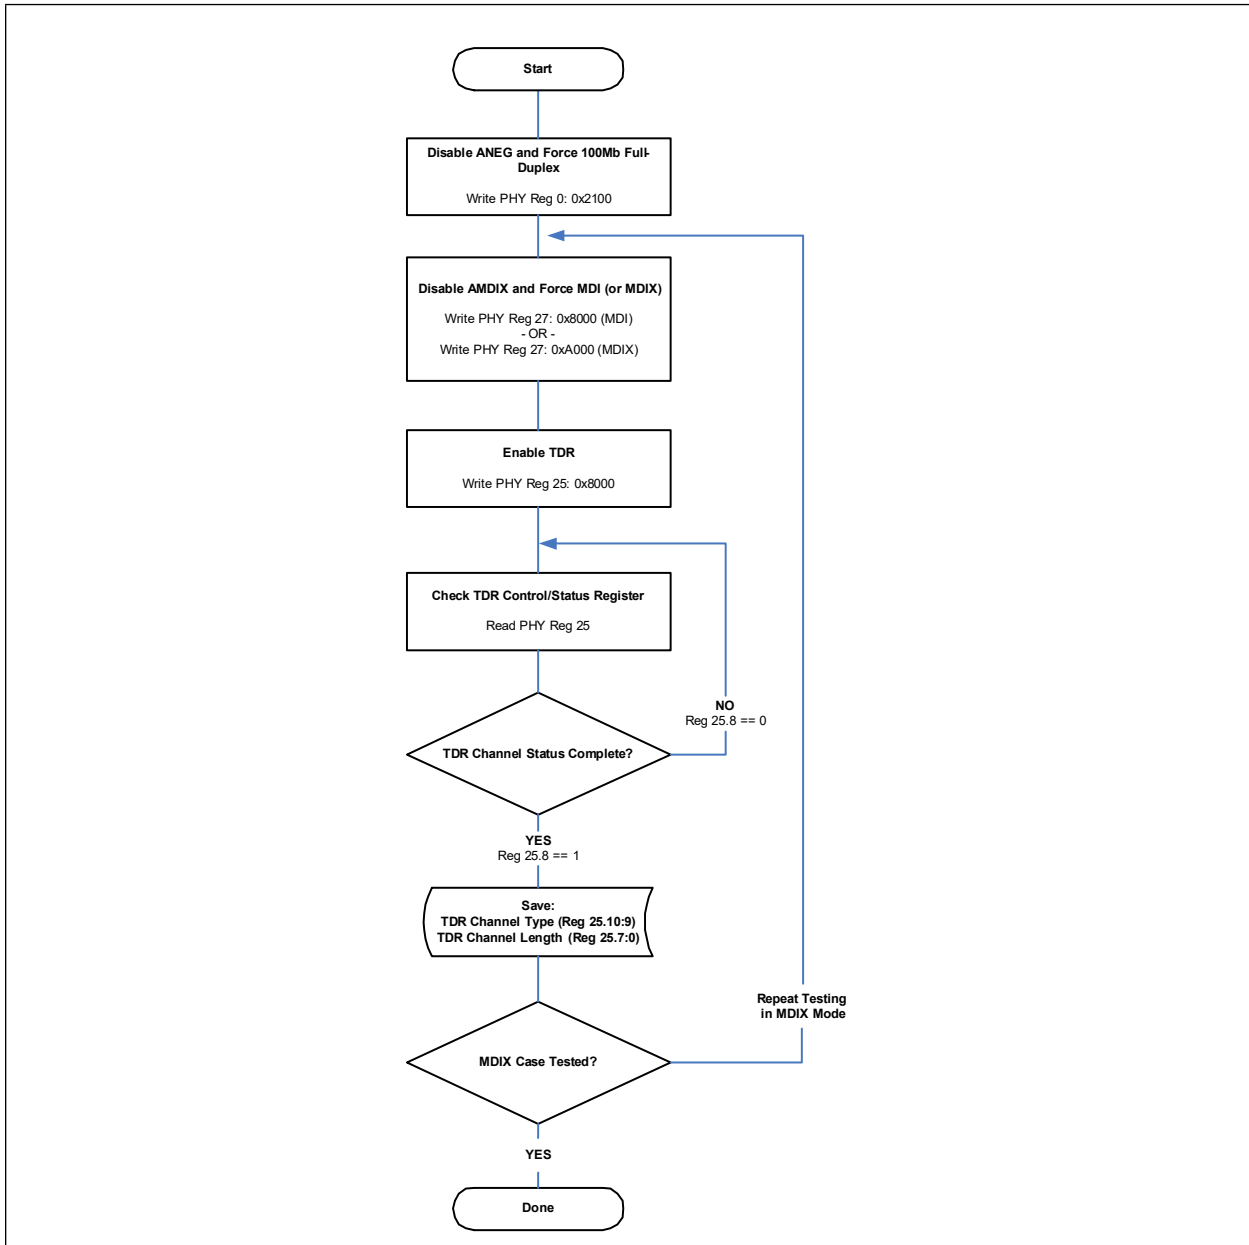 Start
Disable ANEG and Force 100Mb Full-
Duplex
Write PHY Reg 0: 0x2100
Disable AMDIX and Force MDI (or MDIX)
Write PHY Reg 27: 0x8000 (MDI)
- OR -
Write PHY Reg 27: 0xA000 (MDIX)
Enable TDR
Write PHY Reg 25: 0x8000
Check TDR Control/Status Register
Read PHY Reg 25
NO
Reg 25.8 == 0
TDR Channel Status Complete?
YES
Reg 25.8 == 1
Save:
TDR Channel Type (Reg 25.10:9)
TDR Channel Length (Reg 25.7:0)
Repeat Testing
in MDIX Mode
MDIX Case Tested?
YES
Done